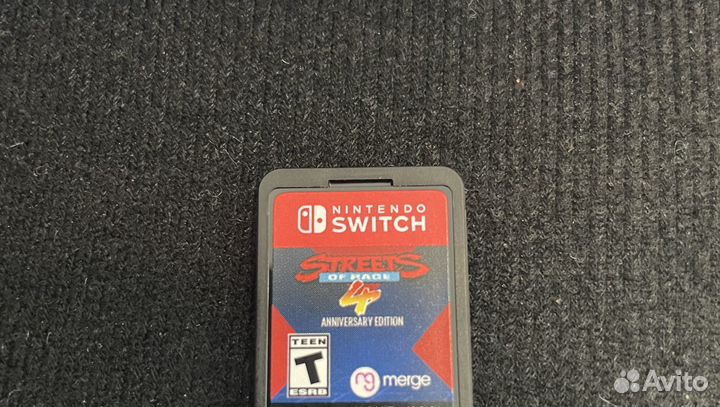 NINTENDO
SWITCH
STREETS
OF RAGE
4
ANNIVERSARY EDITION
TEEN
T
ESRB
merge
Avito